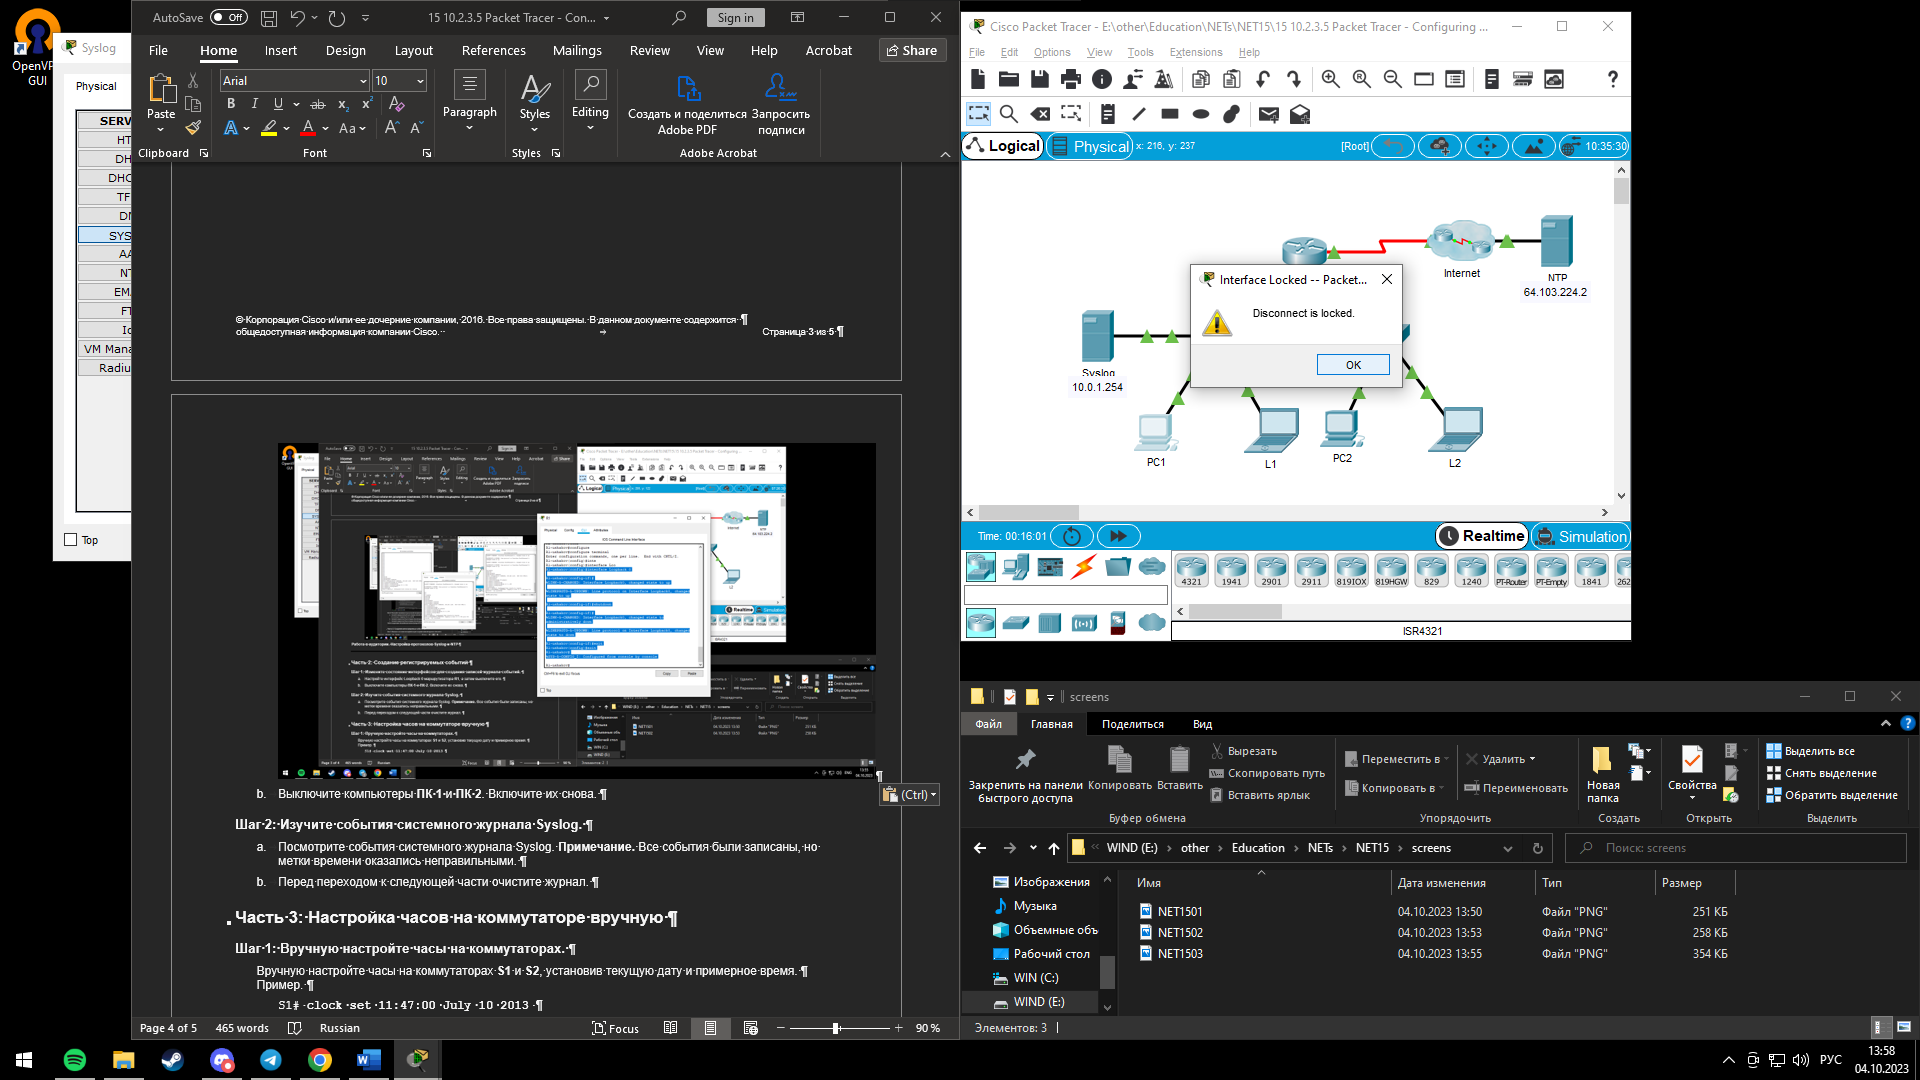 OpenVP
GUI
Syslog
Physical
SERV
HT
DH
DHC
TF
DN
SYS
AA
NT
EMA
FT
Io
VM Mana
Radiu
Top
AutoSave Off
15 10.2.3.5 Packet Tracer - Con...
Sign in
File Home Insert Design Layout References Mailings Review View Help Acrobat Share
Paste
Arial 10
Paragraph
Styles
Editing
Создать и поделиться
Adobe PDF
Запросить
подписи
Clipboard Font Styles Adobe Acrobat
© Корпорация Cisco и/или ее дочерние компании, 2016. Все права защищены. В данном документе содержится
общедоступная информация компании Cisco. Страница 3 из 5
b. Выключите компьютеры ПК-1 и ПК-2. Включите их снова.
(Ctrl)
Шаг 2: Изучите события системного журнала Syslog.
a. Посмотрите события системного журнала Syslog. Примечание. Все события были записаны, но
метки времени оказались неправильными.
b. Перед переходом к следующей части очистите журнал.
Часть 3: Настройка часов на коммутаторе вручную
Шаг 1: Вручную настройте часы на коммутаторах.
Вручную настройте часы на коммутаторах S1 и S2, установив текущую дату и примерное время.
Пример.
S1# clock set 11:47:00 July 10 2013
Page 4 of 5 465 words Russian Focus 90 %
Cisco Packet Tracer - E:\other\Education\NETs\NET15\15 10.2.3.5 Packet Tracer - Configuring ...
File Edit Options View Tools Extensions Help
Logical Physical x: 216, y: 237 [Root] 10:35:30
Internet
NTP
64.103.224.2
Interface Locked -- Packet...
Disconnect is locked.
OK
Syslog
10.0.1.254
PC1
L1
PC2
L2
Time: 00:16:01 Realtime Simulation
4321 1941 2901 2911 819IOX 819HGW 829 1240 PT-Router PT-Empty 1841 262
ISR4321
screens
Файл Главная Поделиться Вид
Закрепить на панели
быстрого доступа
Копировать
Вставить
Вырезать
Скопировать путь
Вставить ярлык
Переместить в
Копировать в
Удалить
Переименовать
Новая
папка
Свойства
Выделить все
Снять выделение
Обратить выделение
Буфер обмена Упорядочить Создать Открыть Выделить
WIND (E:) other Education NETs NET15 screens
Поиск: screens
Изображения
Музыка
Объемные объ
Рабочий стол
WIN (C:)
WIND (E:)
Имя Дата изменения Тип Размер
NET1501 04.10.2023 13:50 Файл "PNG" 251 КБ
NET1502 04.10.2023 13:53 Файл "PNG" 258 КБ
NET1503 04.10.2023 13:55 Файл "PNG" 354 КБ
Элементов: 3
РУС
13:58
04.10.2023